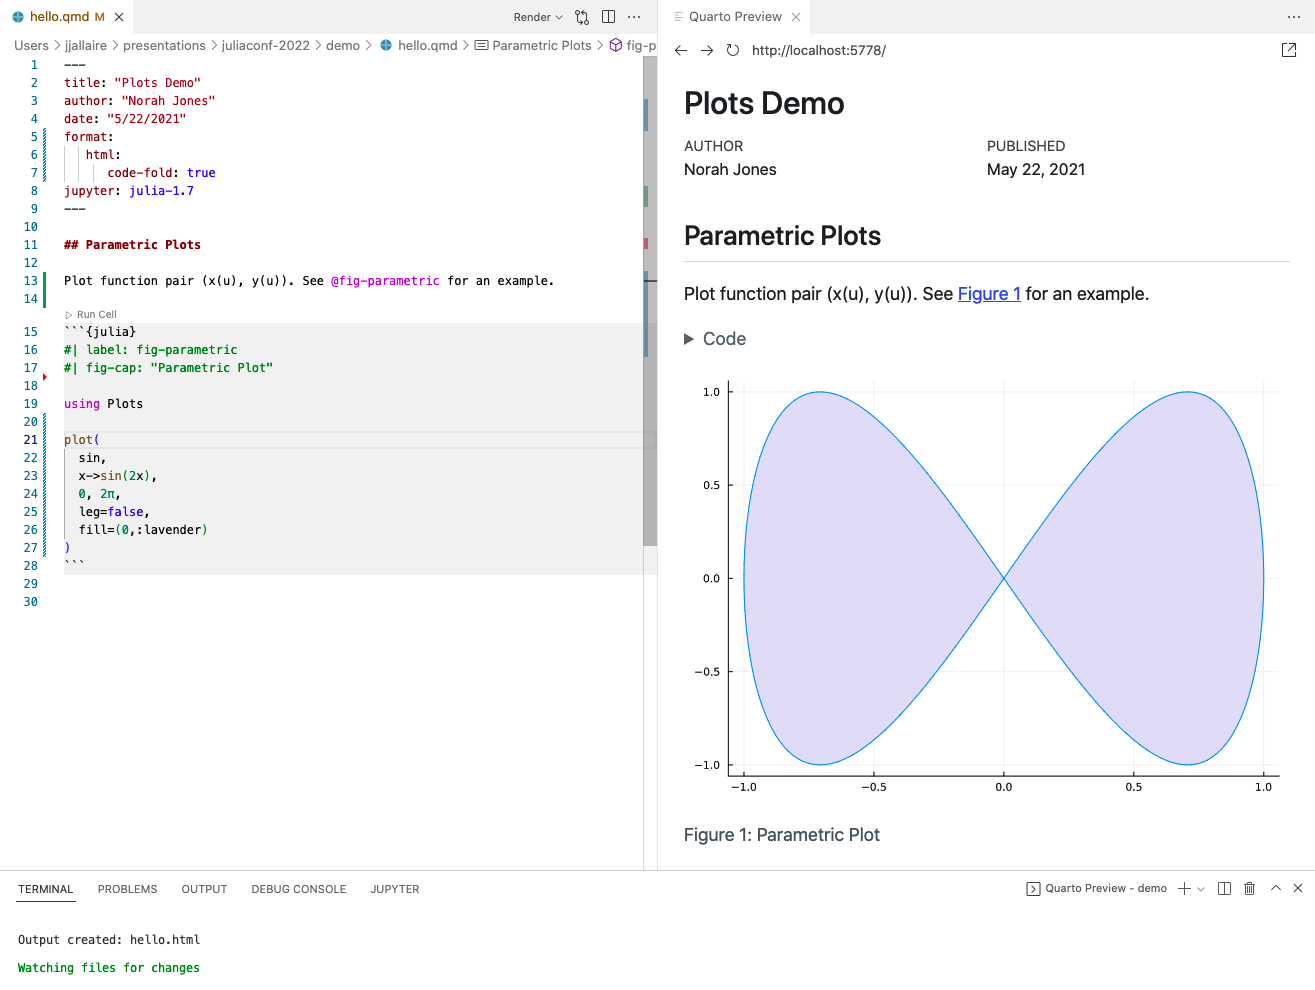 hello.qmd M
Render
Users > jjallaire > presentations > juliaconf-2022 > demo > hello.qmd > Parametric Plots > fig-p
1 ---
2 title: "Plots Demo"
3 author: "Norah Jones"
4 date: "5/22/2021"
5 format:
6 html:
7 code-fold: true
8 jupyter: julia-1.7
9 ---
10
11 ## Parametric Plots
12
13 Plot function pair (x(u), y(u)). See @fig-parametric for an example.
14
Run Cell
15 ```{julia}
16 #| label: fig-parametric
17 #| fig-cap: "Parametric Plot"
18
19 using Plots
20
21 plot(
22 sin,
23 x->sin(2x),
24 0, 2π,
25 leg=false,
26 fill=(0,:lavender)
27 )
28 ```
29
30
Quarto Preview
http://localhost:5778/
Plots Demo
AUTHOR PUBLISHED
Norah Jones May 22, 2021
Parametric Plots
Plot function pair (x(u), y(u)). See Figure 1 for an example.
Code
1.0
0.5
0.0
−0.5
−1.0
−1.0 −0.5 0.0 0.5 1.0
Figure 1: Parametric Plot
TERMINAL PROBLEMS OUTPUT DEBUG CONSOLE JUPYTER
Quarto Preview - demo
Output created: hello.html
Watching files for changes